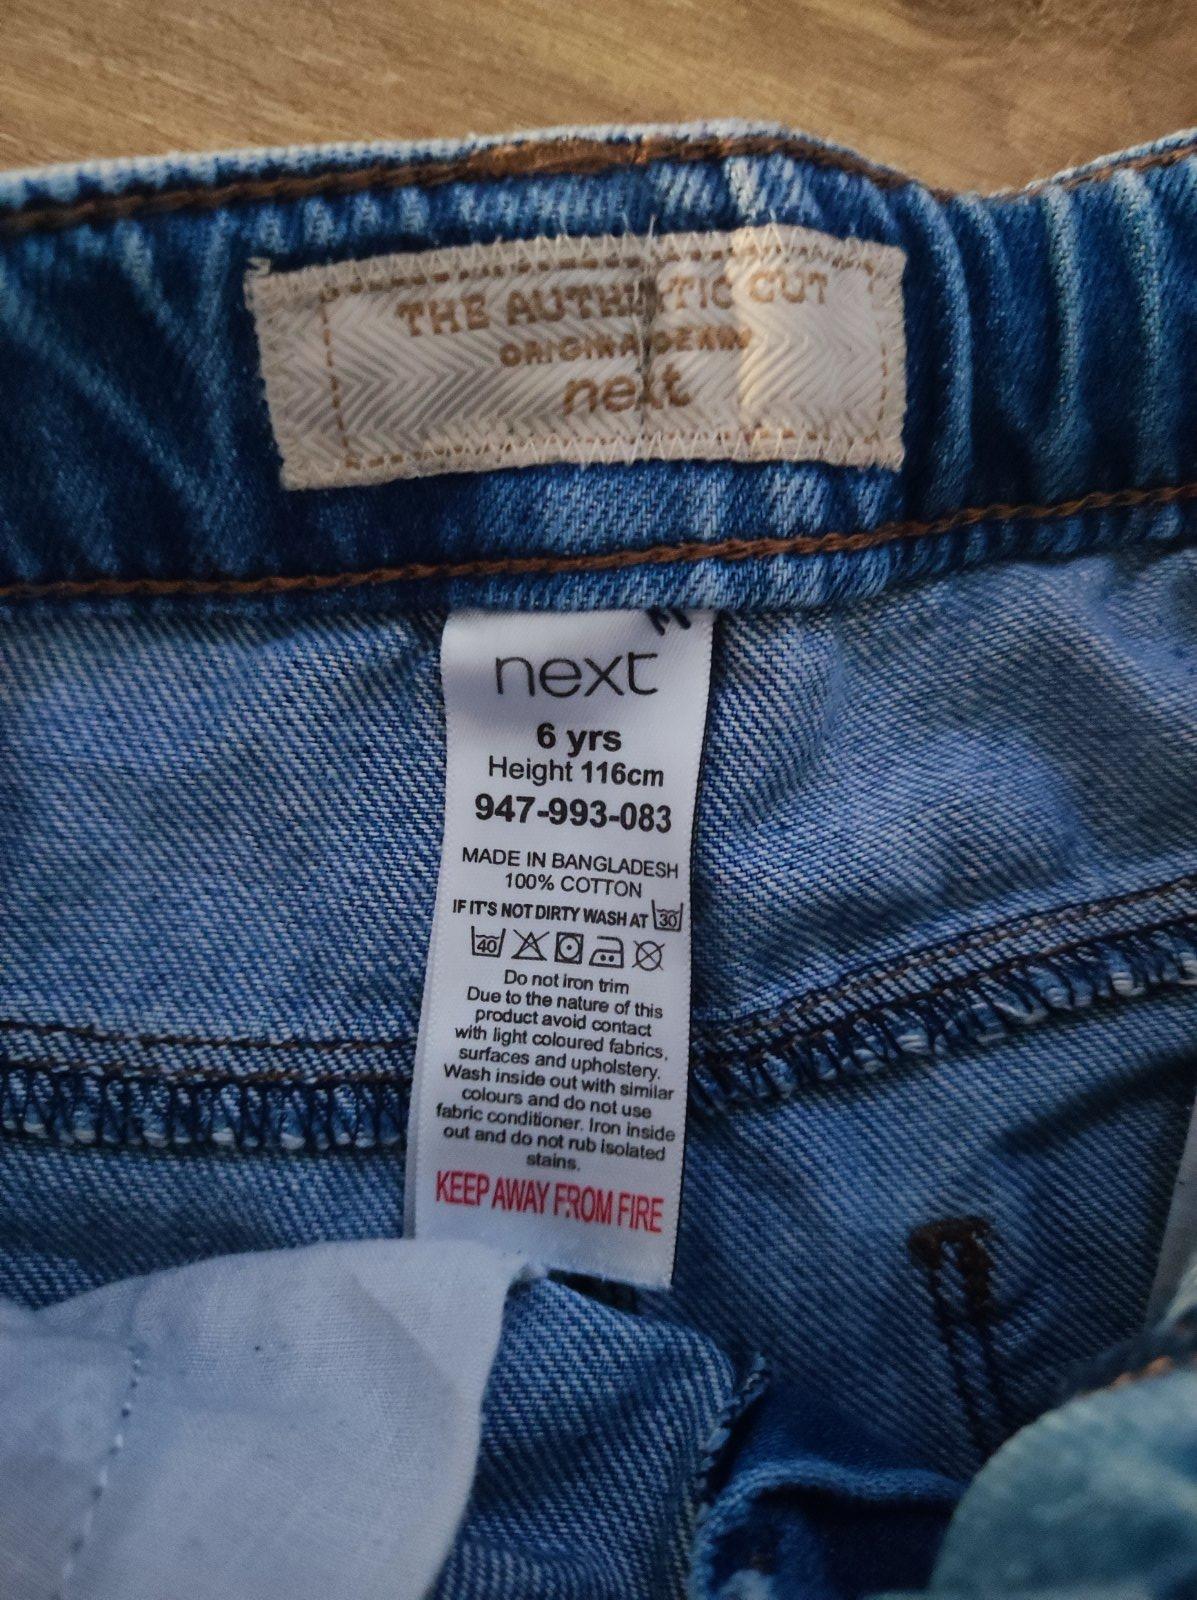 THE AUTHENTIC CUT
ORIGINAL DENIM
next
next
6 yrs
Height 116cm
947-993-083
MADE IN BANGLADESH
100% COTTON
IF IT'S NOT DIRTY WASH AT 30
40
Do not iron trim
Due to the nature of this
product avoid contact
with light coloured fabrics,
surfaces and upholstery.
Wash inside out with similar
colours and do not use
fabric conditioner. Iron inside
out and do not rub isolated
stains.
KEEP AWAY FROM FIRE